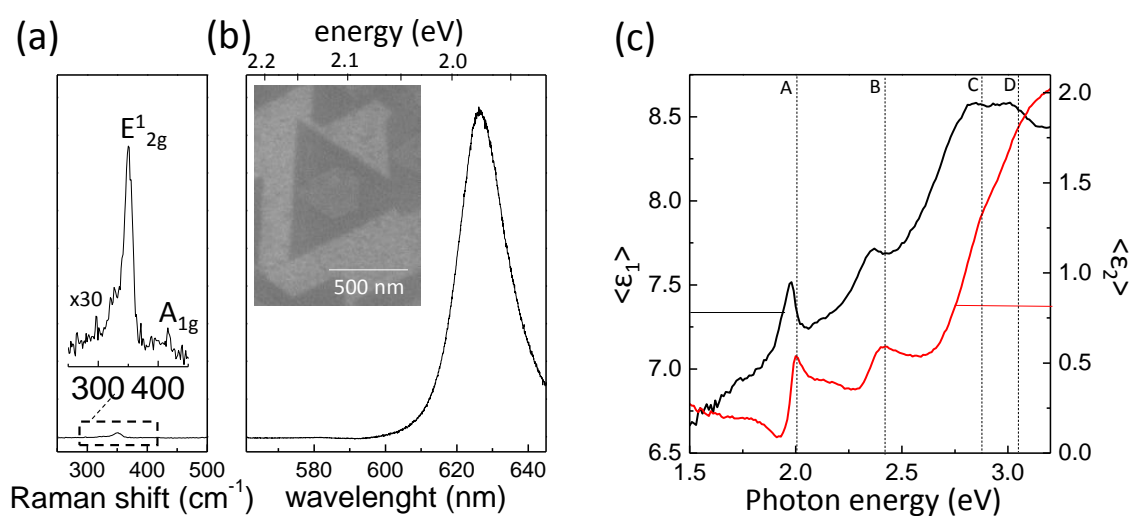 (a)
E¹₂g
x30
A₁g
300 400
300 400 500
Raman shift (cm⁻¹)
(b)
energy (eV)
2.2 2.1 2.0
500 nm
580 600 620 640
wavelenght (nm)
(c)
A B C D
8.5
8.0
7.5
7.0
6.5
<ε₁>
2.0
1.5
1.0
0.5
0.0
<ε₂>
1.5 2.0 2.5 3.0
Photon energy (eV)